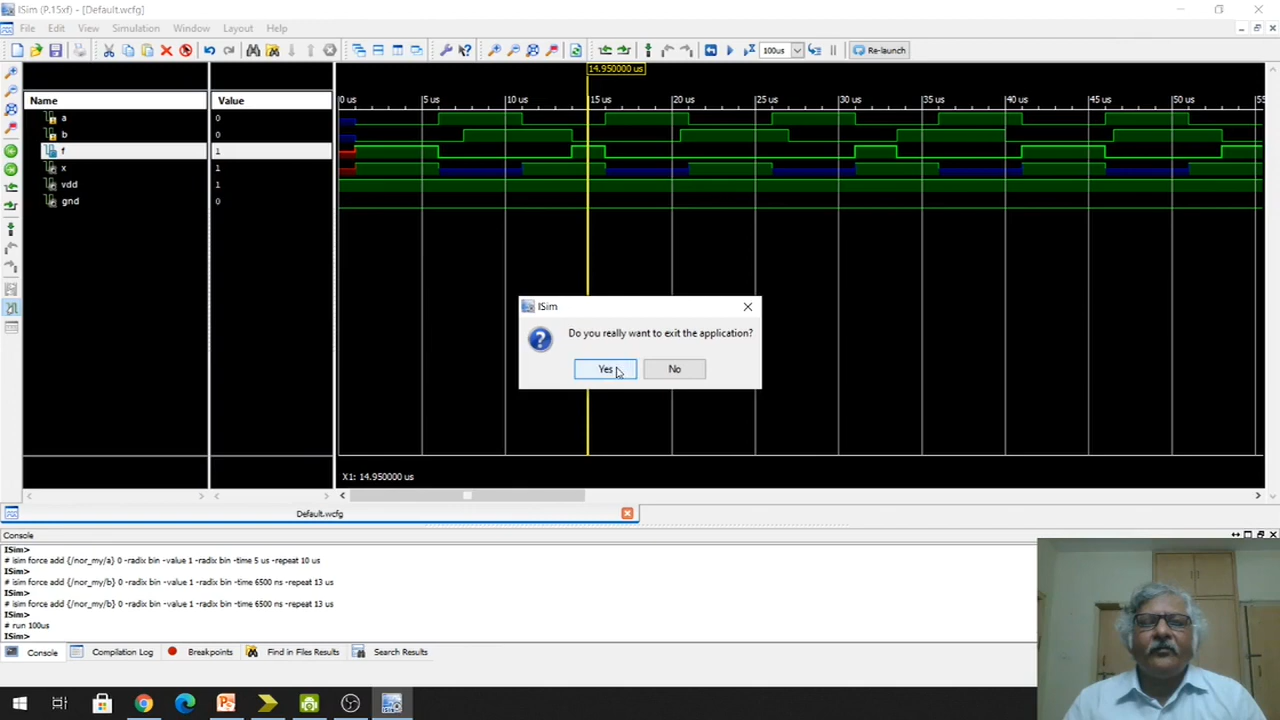 ISim (P.15xf) - [Default.wcfg]
File Edit View Simulation Window Layout Help
100us Re-launch
14.950000 us
Name Value
0 us 5 us 10 us 15 us 20 us 25 us 30 us 35 us 40 us 45 us 50 us 55
a 0
b 0
f 1
x 1
vdd 1
gnd 0
ISim
Do you really want to exit the application?
Yes No
X1: 14.950000 us
Default.wcfg
Console
ISim>
# isim force add {/nor_my/a} 0 -radix bin -value 1 -radix bin -time 5 us -repeat 10 us
ISim>
# isim force add {/nor_my/b} 0 -radix bin -value 1 -radix bin -time 6500 ns -repeat 13 us
ISim>
# isim force add {/nor_my/b} 0 -radix bin -value 1 -radix bin -time 6500 ns -repeat 13 us
ISim>
# run 100us
ISim>
Console Compilation Log Breakpoints Find in Files Results Search Results